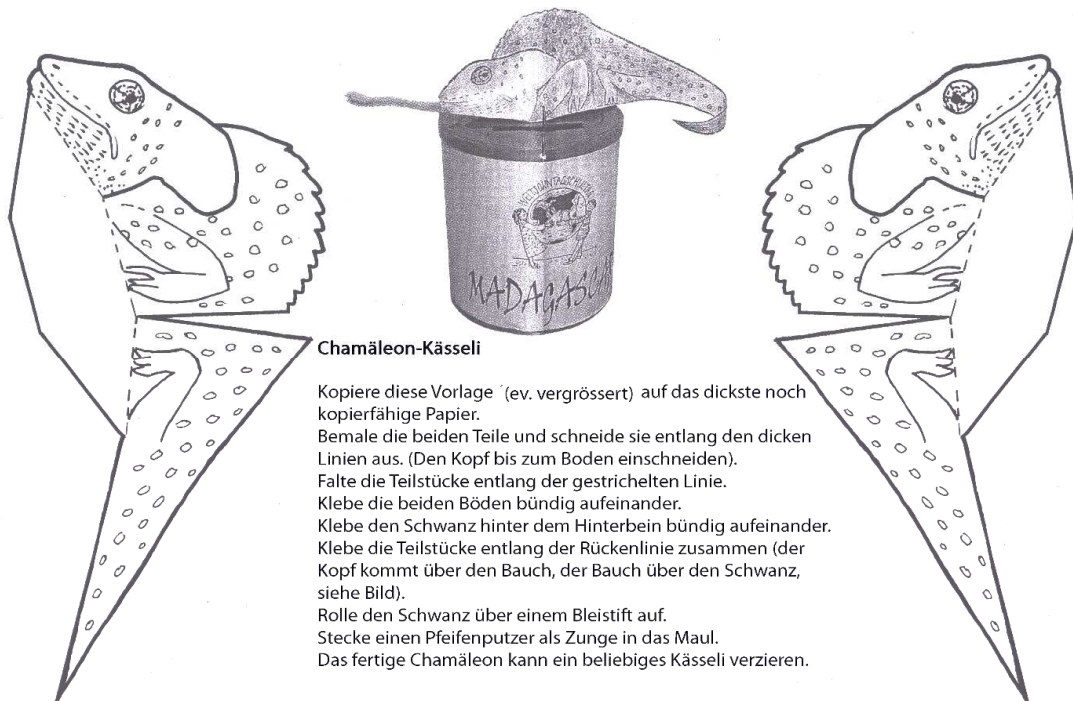 MADAGASCA
Chamäleon-Kässeli
Kopiere diese Vorlage (ev. vergrössert) auf das dickste noch
kopierfähige Papier.
Bemale die beiden Teile und schneide sie entlang den dicken
Linien aus. (Den Kopf bis zum Boden einschneiden).
Falte die Teilstücke entlang der gestrichelten Linie.
Klebe die beiden Böden bündig aufeinander.
Klebe den Schwanz hinter dem Hinterbein bündig aufeinander.
Klebe die Teilstücke entlang der Rückenlinie zusammen (der
Kopf kommt über den Bauch, der Bauch über den Schwanz,
siehe Bild).
Rolle den Schwanz über einem Bleistift auf.
Stecke einen Pfeifenputzer als Zunge in das Maul.
Das fertige Chamäleon kann ein beliebiges Kässeli verzieren.